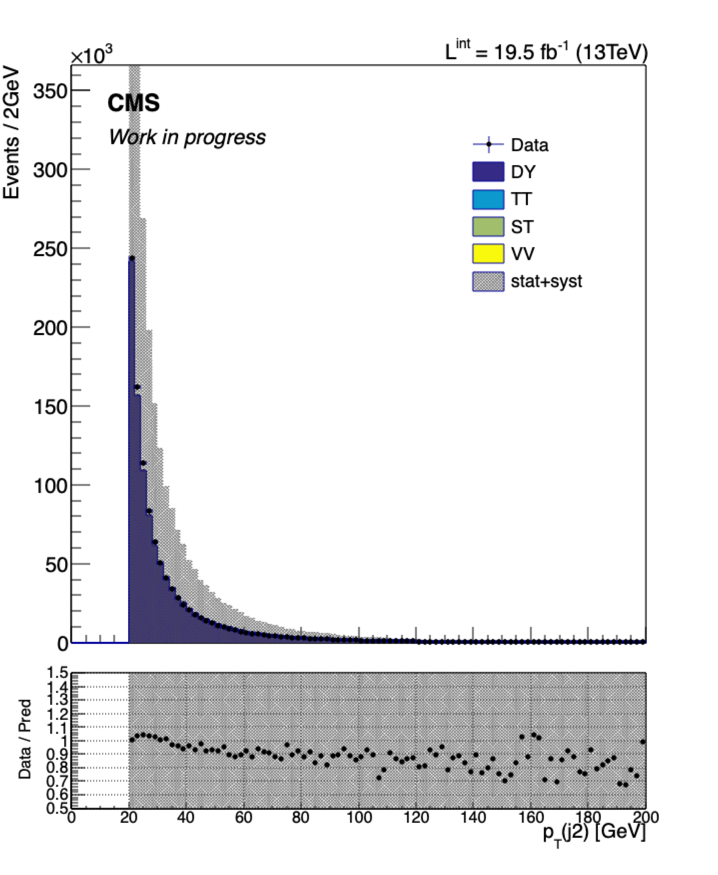 ×10³
L^int = 19.5 fb⁻¹ (13TeV)
Events / 2GeV
350
300
250
200
150
100
50
0
CMS
Work in progress
Data
DY
TT
ST
VV
stat+syst
Data / Pred
1.5
1.4
1.3
1.2
1.1
1
0.9
0.8
0.7
0.6
0.5
0 20 40 60 80 100 120 140 160 180 200
p_T(j2) [GeV]